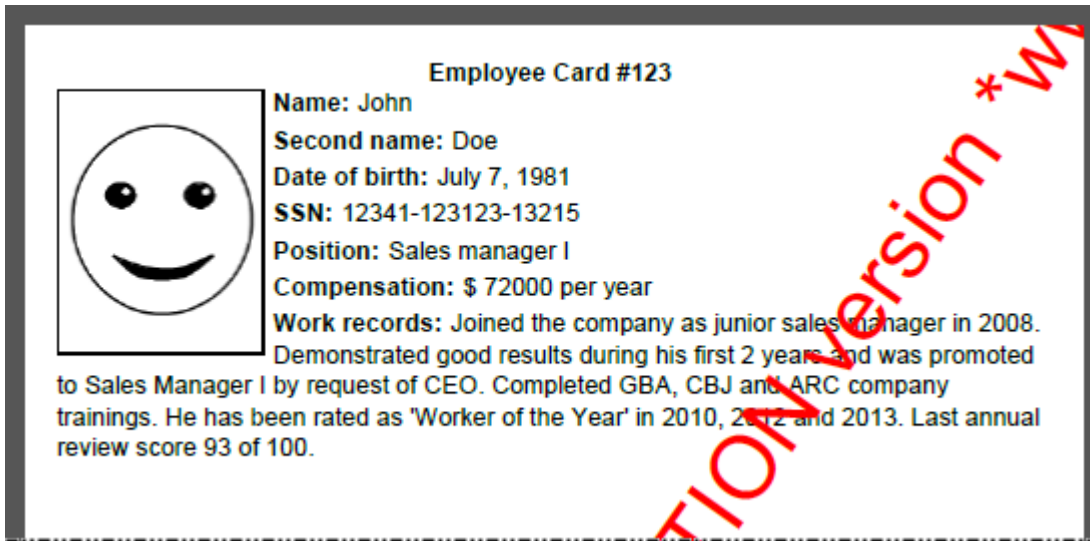 Employee Card #123
Name: John
Second name: Doe
Date of birth: July 7, 1981
SSN: 12341-123123-13215
Position: Sales manager I
Compensation: $ 72000 per year
Work records: Joined the company as junior sales manager in 2008.
Demonstrated good results during his first 2 years and was promoted
to Sales Manager I by request of CEO. Completed GBA, CBJ and ARC company
trainings. He has been rated as 'Worker of the Year' in 2010, 2012 and 2013. Last annual
review score 93 of 100.
TION version *w